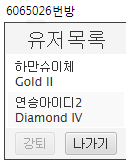 6065026번방
유저목록
하만슈이체
Gold II
연승아이디2
Diamond IV
강퇴 나가기